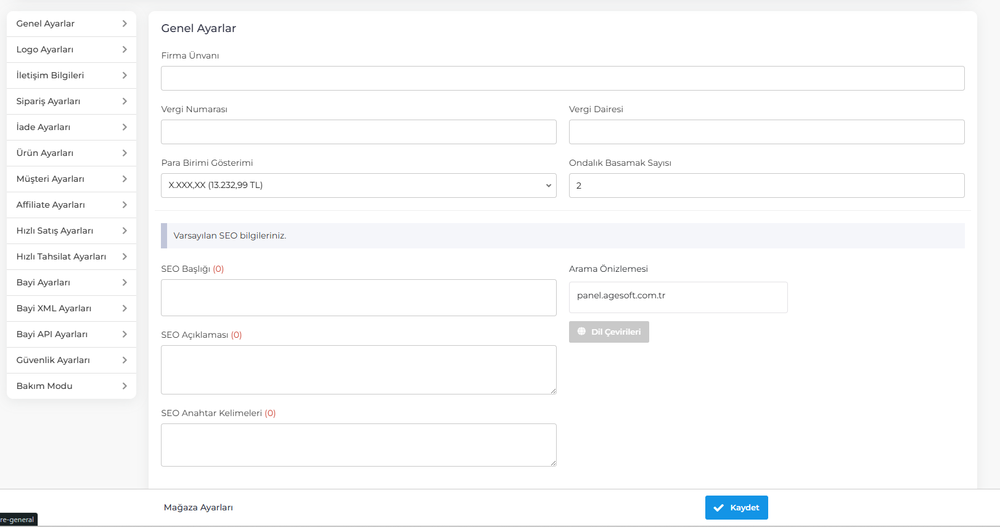 Genel Ayarlar
Logo Ayarları
İletişim Bilgileri
Sipariş Ayarları
İade Ayarları
Ürün Ayarları
Müşteri Ayarları
Affiliate Ayarları
Hızlı Satış Ayarları
Hızlı Tahsilat Ayarları
Bayi Ayarları
Bayi XML Ayarları
Bayi API Ayarları
Güvenlik Ayarları
Bakım Modu
Genel Ayarlar
Firma Ünvanı
Vergi Numarası
Vergi Dairesi
Para Birimi Gösterimi
X.XXX,XX (13.232,99 TL)
Ondalık Basamak Sayısı
2
Varsayılan SEO bilgileriniz.
SEO Başlığı (0)
SEO Açıklaması (0)
SEO Anahtar Kelimeleri (0)
Arama Önizlemesi
panel.agesoft.com.tr
Dil Çevirileri
Mağaza Ayarları
Kaydet
re-general